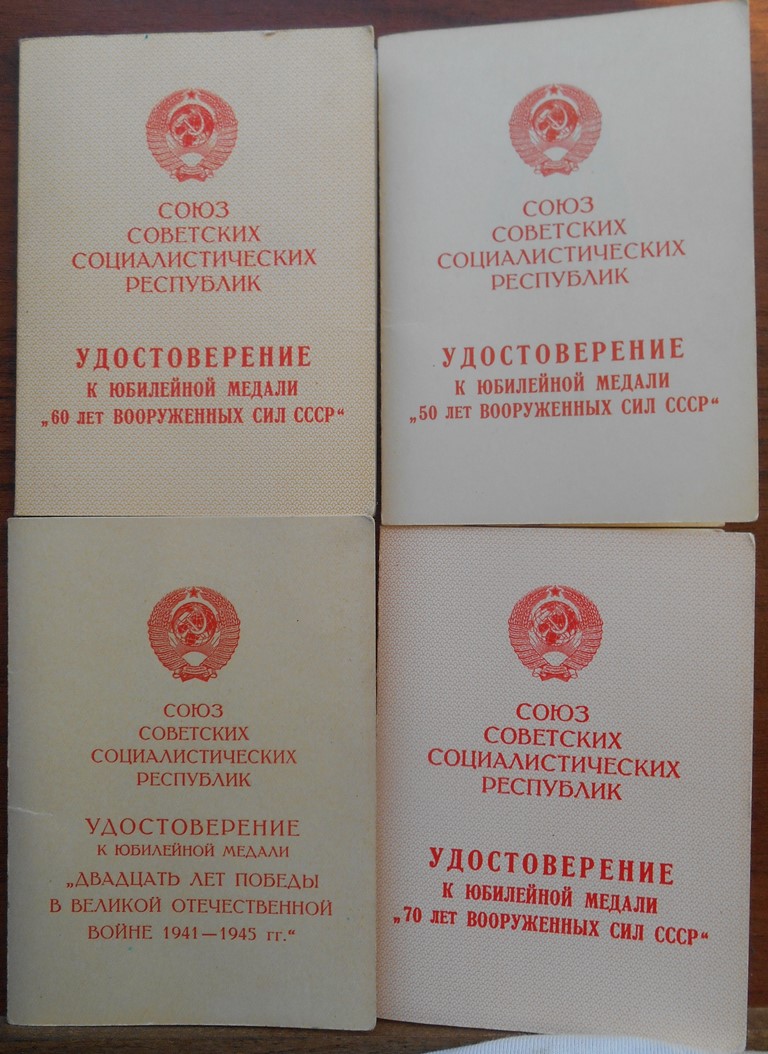 СОЮЗ
СОВЕТСКИХ
СОЦИАЛИСТИЧЕСКИХ
РЕСПУБЛИК
УДОСТОВЕРЕНИЕ
К ЮБИЛЕЙНОЙ МЕДАЛИ
„60 ЛЕТ ВООРУЖЕННЫХ СИЛ СССР“
СОЮЗ
СОВЕТСКИХ
СОЦИАЛИСТИЧЕСКИХ
РЕСПУБЛИК
УДОСТОВЕРЕНИЕ
К ЮБИЛЕЙНОЙ МЕДАЛИ
„50 ЛЕТ ВООРУЖЕННЫХ СИЛ СССР“
СОЮЗ
СОВЕТСКИХ
СОЦИАЛИСТИЧЕСКИХ
РЕСПУБЛИК
УДОСТОВЕРЕНИЕ
К ЮБИЛЕЙНОЙ МЕДАЛИ
„ДВАДЦАТЬ ЛЕТ ПОБЕДЫ
В ВЕЛИКОЙ ОТЕЧЕСТВЕННОЙ
ВОЙНЕ 1941—1945 гг.“
СОЮЗ
СОВЕТСКИХ
СОЦИАЛИСТИЧЕСКИХ
РЕСПУБЛИК
УДОСТОВЕРЕНИЕ
К ЮБИЛЕЙНОЙ МЕДАЛИ
„70 ЛЕТ ВООРУЖЕННЫХ СИЛ СССР“